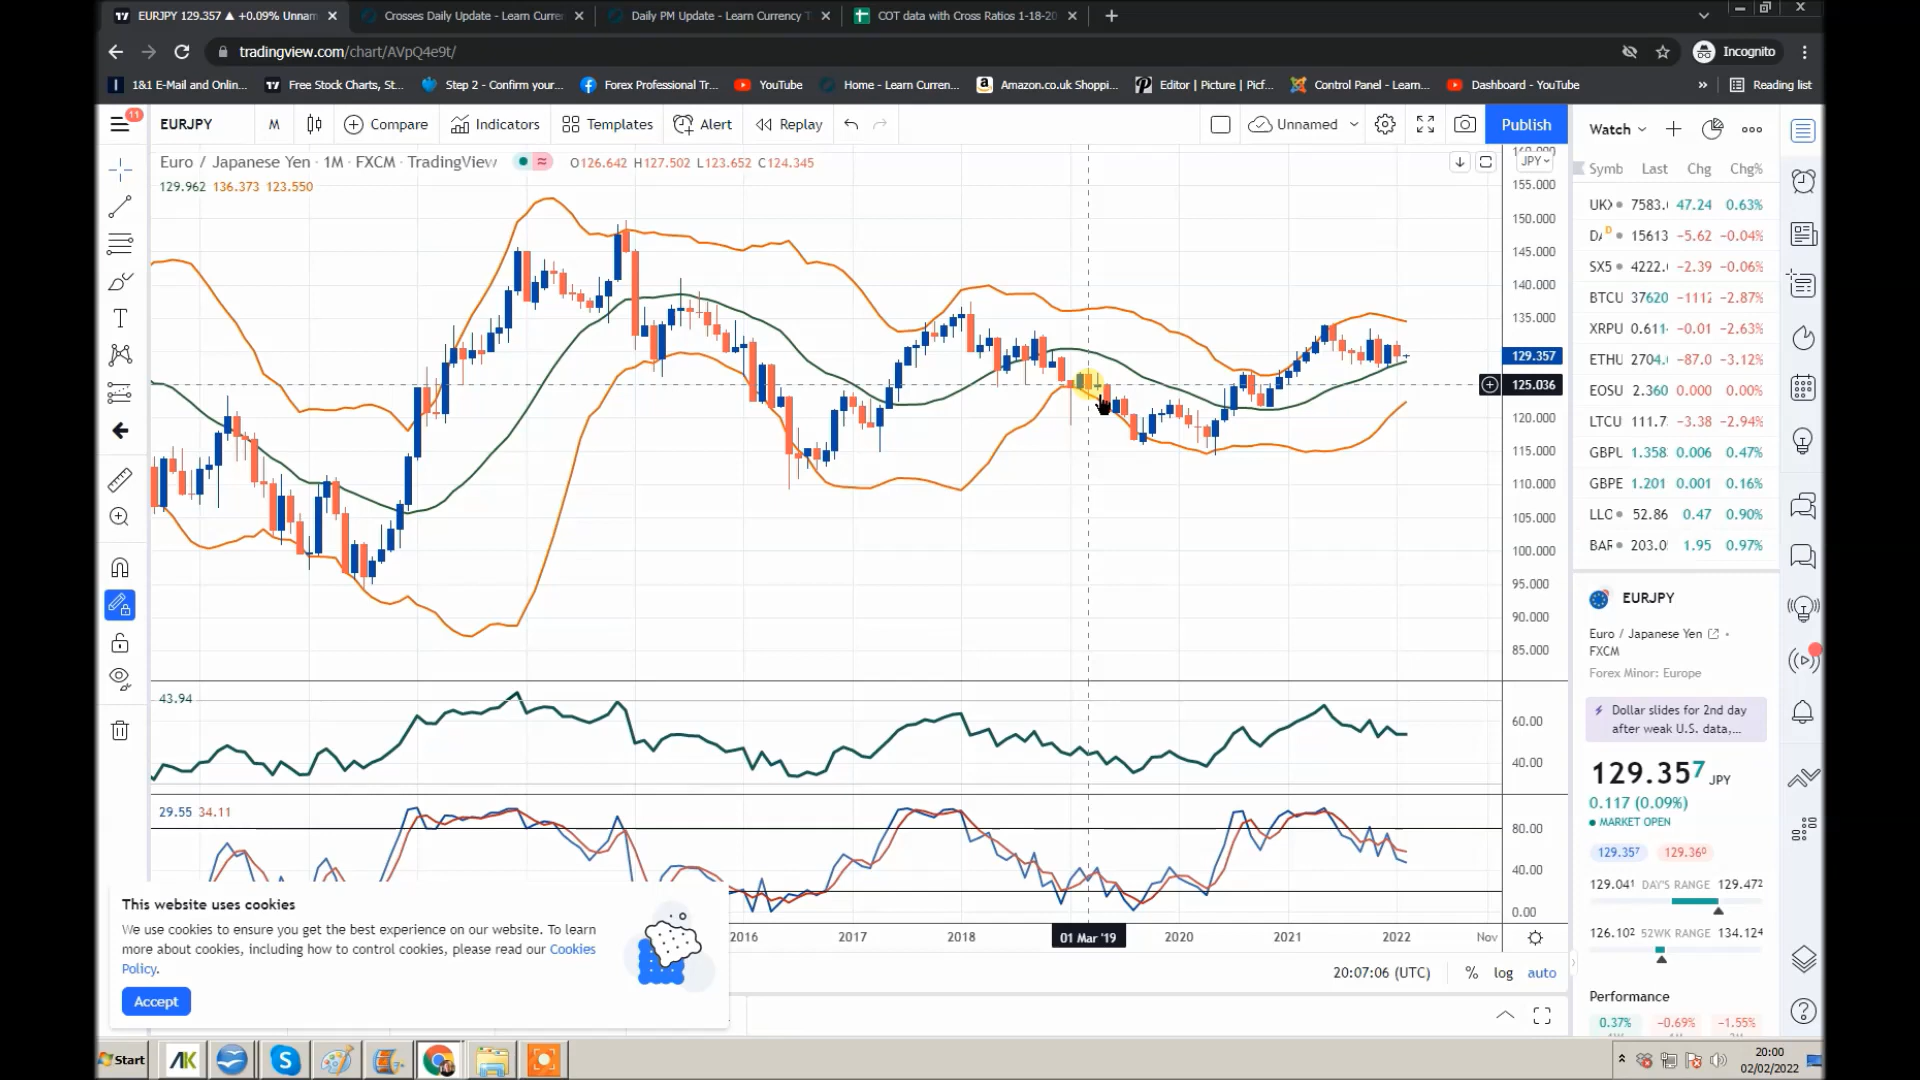 EURJPY 129.357 ▲ +0.09% Unnam
Crosses Daily Update - Learn Curre
Daily PM Update - Learn Currency T
COT data with Cross Ratios 1-18-20
tradingview.com/chart/AVpQ4e9t/
Incognito
1&1 E-Mail and Onlin...
Free Stock Charts, St...
Step 2 - Confirm your...
Forex Professional Tr...
YouTube
Home - Learn Curren...
Amazon.co.uk Shoppi...
Editor | Picture | Picf...
Control Panel - Learn...
Dashboard - YouTube
»
Reading list
11
EURJPY
M
Compare
Indicators
Templates
Alert
Replay
Unnamed
Publish
Watch
Euro / Japanese Yen · 1M · FXCM · TradingView
O126.642 H127.502 L123.652 C124.345
129.962 136.373 123.550
JPY
160.000
155.000
150.000
145.000
140.000
135.000
129.357
125.036
120.000
115.000
110.000
105.000
100.000
95.000
90.000
85.000
43.94
60.00
40.00
29.55 34.11
80.00
40.00
0.00
2016
2017
2018
01 Mar '19
2020
2021
2022
Nov
20:07:06 (UTC)
%
log
auto
This website uses cookies
We use cookies to ensure you get the best experience on our website. To learn
more about cookies, including how to control cookies, please read our Cookies
Policy.
Accept
Symb Last Chg Chg%
UK 7583. 47.24 0.63%
D 15613 −5.62 −0.04%
SX5 4222. −2.39 −0.06%
BTCU 37620 −1112 −2.87%
XRPU 0.611 −0.01 −2.63%
ETHU 2704. −87.0 −3.12%
EOSU 2.360 0.000 0.00%
LTCU 111.7 −3.38 −2.94%
GBPU 1.358 0.006 0.47%
GBPE 1.201 0.001 0.16%
LLO 52.86 0.47 0.90%
BAR 203.0 1.95 0.97%
EURJPY
Euro / Japanese Yen ·
FXCM
Forex Minor: Europe
Dollar slides for 2nd day
after weak U.S. data,...
129.357 JPY
0.117 (0.09%)
MARKET OPEN
129.357 129.360
129.041 DAY'S RANGE 129.472
126.102 52WK RANGE 134.124
Performance
0.37% −0.69% −1.55%
Start
20:00
02/02/2022